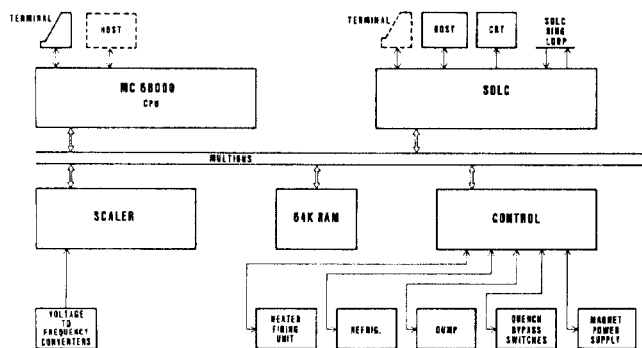 TERMINAL
HOST
TERMINAL
HOST
CRT
SDLC
RING
LOOP
MC 68000
CPU
SDLC
MULTIBUS
SCALER
64K RAM
CONTROL
VOLTAGE
TO
FREQUENCY
CONVERTERS
HEATER
FIRING
UNIT
REFRIG.
DUMP
QUENCH
BYPASS
SWITCHES
MAGNET
POWER
SUPPLY